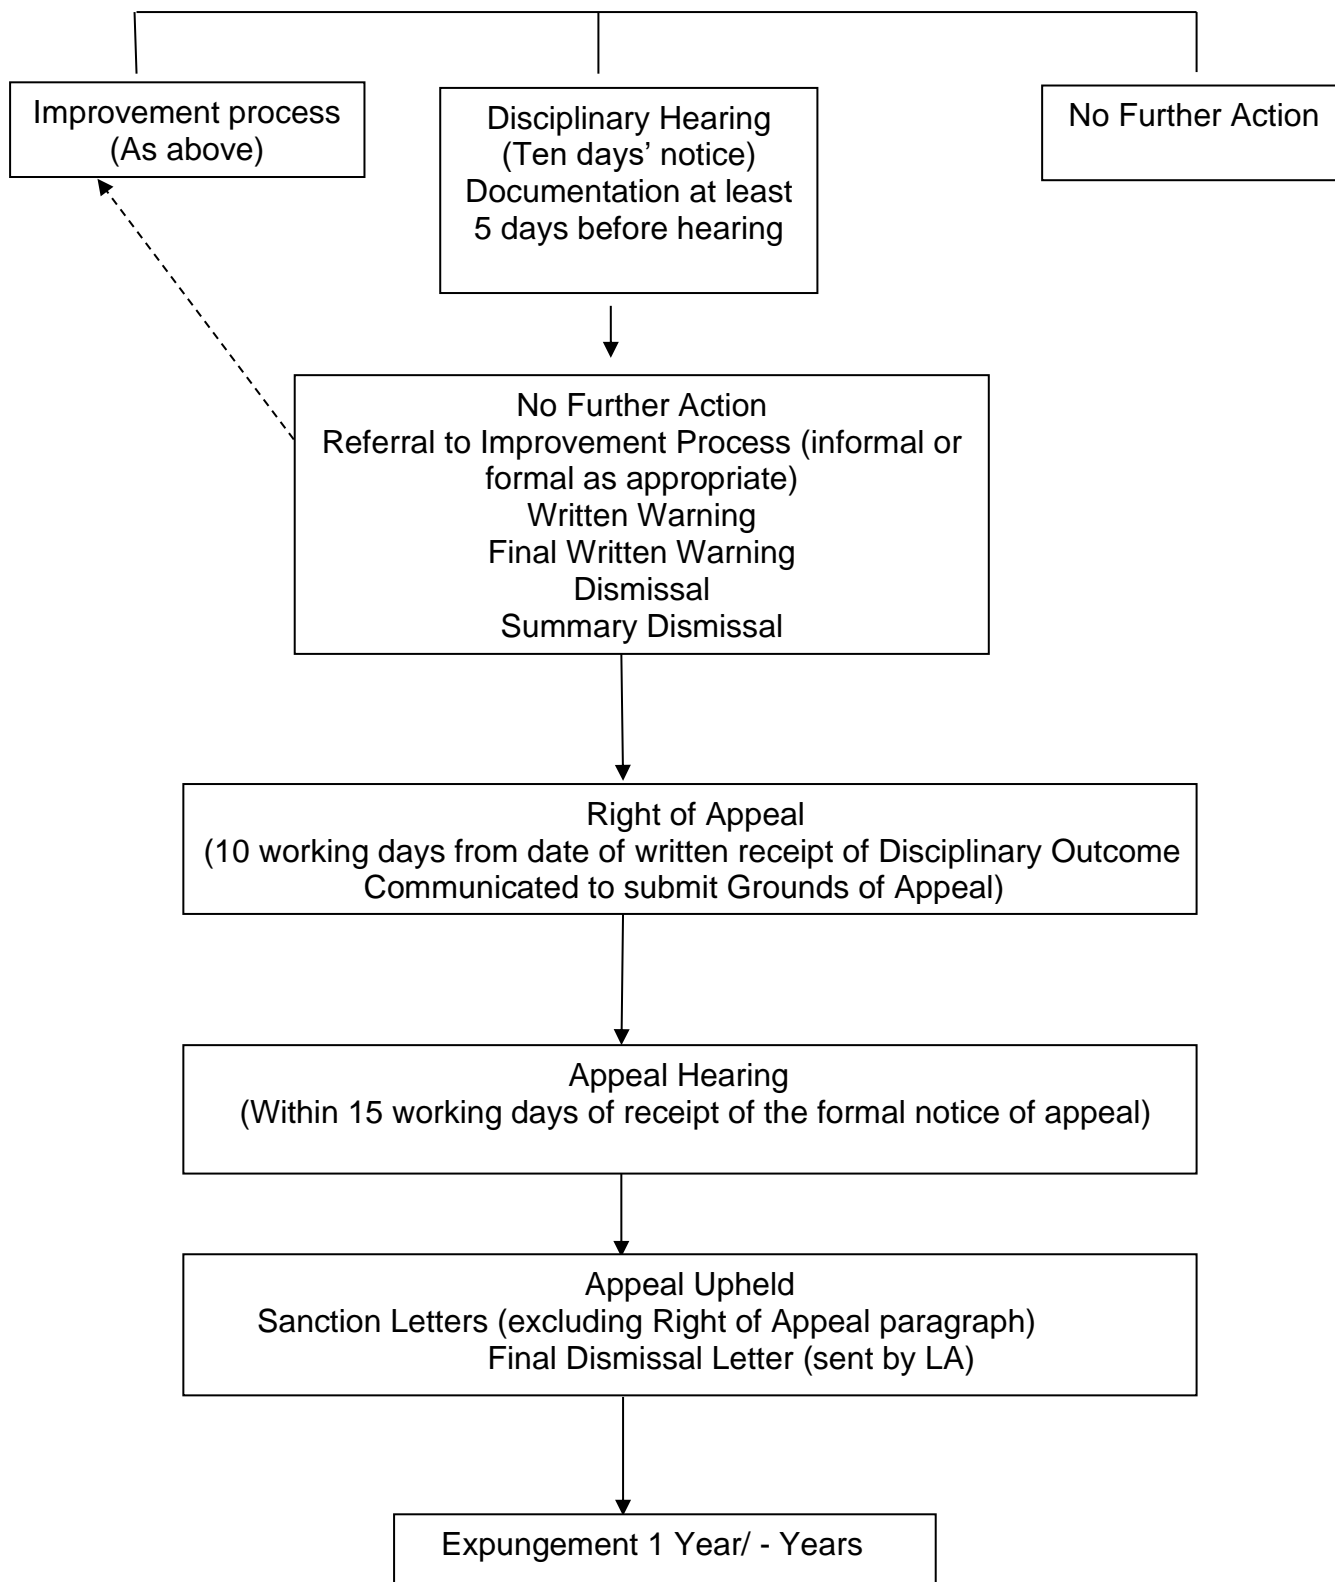 Improvement process
(As above)
Disciplinary Hearing
(Ten days’ notice)
Documentation at least
5 days before hearing
No Further Action
No Further Action
Referral to Improvement Process (informal or
formal as appropriate)
Written Warning
Final Written Warning
Dismissal
Summary Dismissal
Right of Appeal
(10 working days from date of written receipt of Disciplinary Outcome
Communicated to submit Grounds of Appeal)
Appeal Hearing
(Within 15 working days of receipt of the formal notice of appeal)
Appeal Upheld
Sanction Letters (excluding Right of Appeal paragraph)
Final Dismissal Letter (sent by LA)
Expungement 1 Year/ - Years